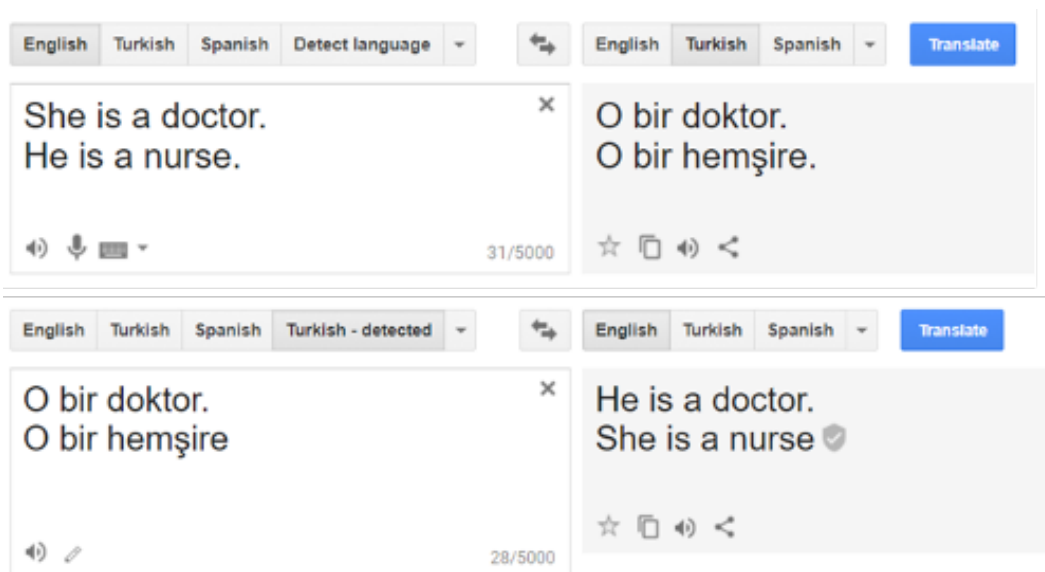 English Turkish Spanish Detect language English Turkish Spanish Translate
She is a doctor.
He is a nurse.
31/5000
O bir doktor.
O bir hemşire.
English Turkish Spanish Turkish - detected English Turkish Spanish Translate
O bir doktor.
O bir hemşire
28/5000
He is a doctor.
She is a nurse